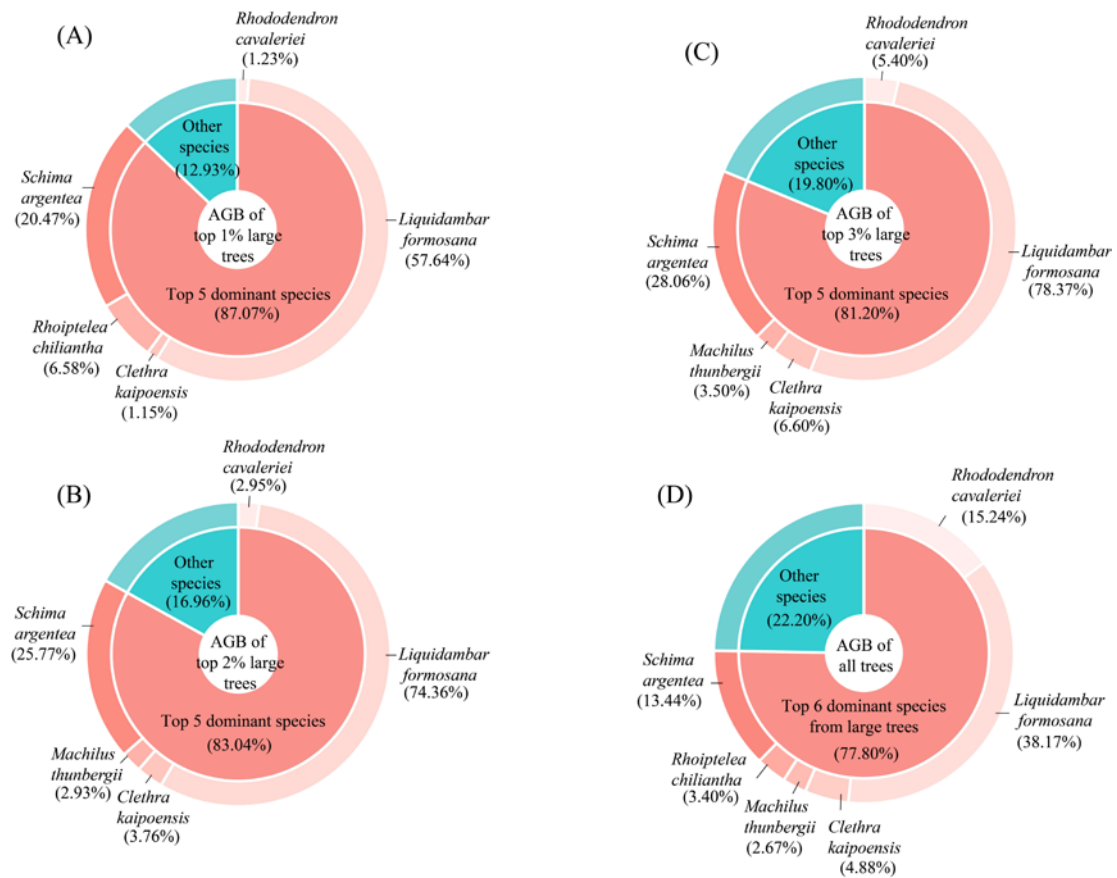 (A)
Rhododendron
cavaleriei
(1.23%)
Other
species
(12.93%)
Schima
argentea
(20.47%)
AGB of
top 1% large
trees
Liquidambar
formosana
(57.64%)
Top 5 dominant species
(87.07%)
Rhoiptelea
chiliantha
(6.58%)
Clethra
kaipoensis
(1.15%)
(C)
Rhododendron
cavaleriei
(5.40%)
Other
species
(19.80%)
Schima
argentea
(28.06%)
AGB of
top 3% large
trees
Liquidambar
formosana
(78.37%)
Top 5 dominant species
(81.20%)
Machilus
thunbergii
(3.50%)
Clethra
kaipoensis
(6.60%)
(B)
Rhododendron
cavaleriei
(2.95%)
Other
species
(16.96%)
Schima
argentea
(25.77%)
AGB of
top 2% large
trees
Liquidambar
formosana
(74.36%)
Top 5 dominant species
(83.04%)
Machilus
thunbergii
(2.93%)
Clethra
kaipoensis
(3.76%)
(D)
Rhododendron
cavaleriei
(15.24%)
Other
species
(22.20%)
Schima
argentea
(13.44%)
AGB of
all trees
Liquidambar
formosana
(38.17%)
Top 6 dominant species
from large trees
(77.80%)
Rhoiptelea
chiliantha
(3.40%)
Machilus
thunbergii
(2.67%)
Clethra
kaipoensis
(4.88%)